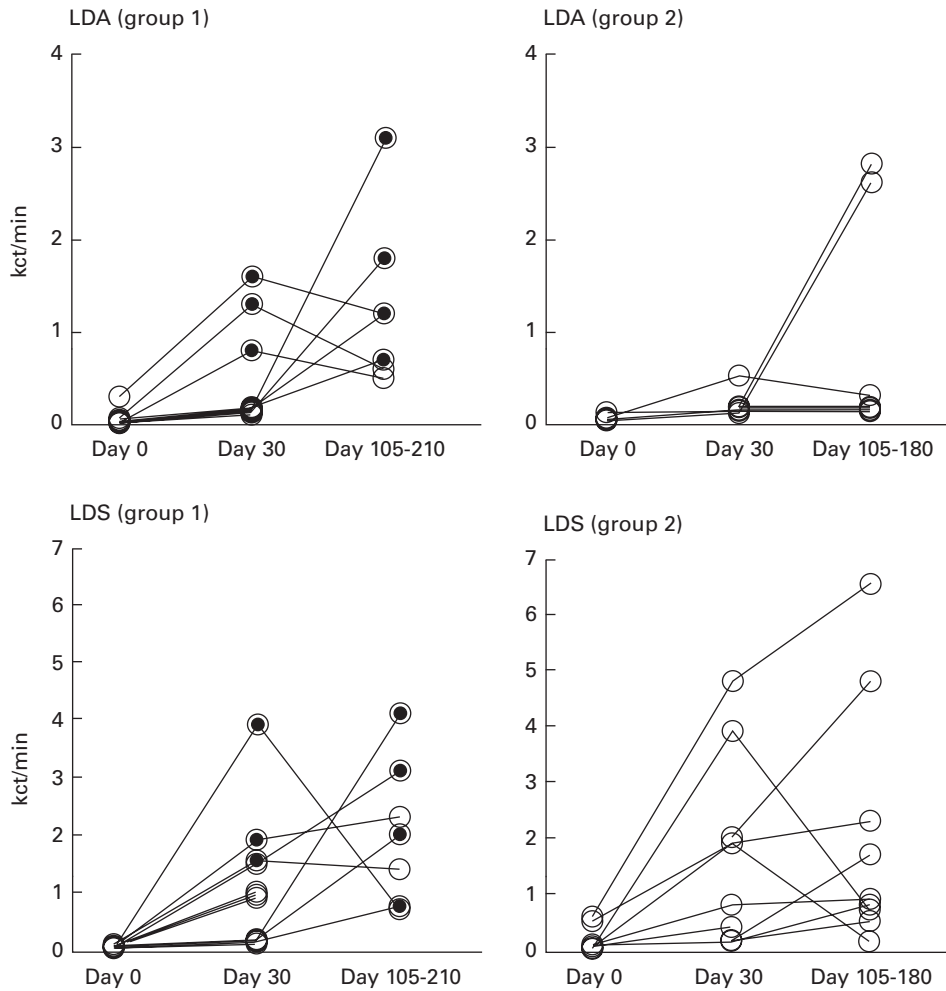 LDA (group 1)
4
3
2
1
0
kct/min
Day 0
Day 30
Day 105-210
LDA (group 2)
4
3
2
1
0
Day 0
Day 30
Day 105-180
LDS (group 1)
7
6
5
4
3
2
1
0
kct/min
Day 0
Day 30
Day 105-210
LDS (group 2)
7
6
5
4
3
2
1
0
Day 0
Day 30
Day 105-180